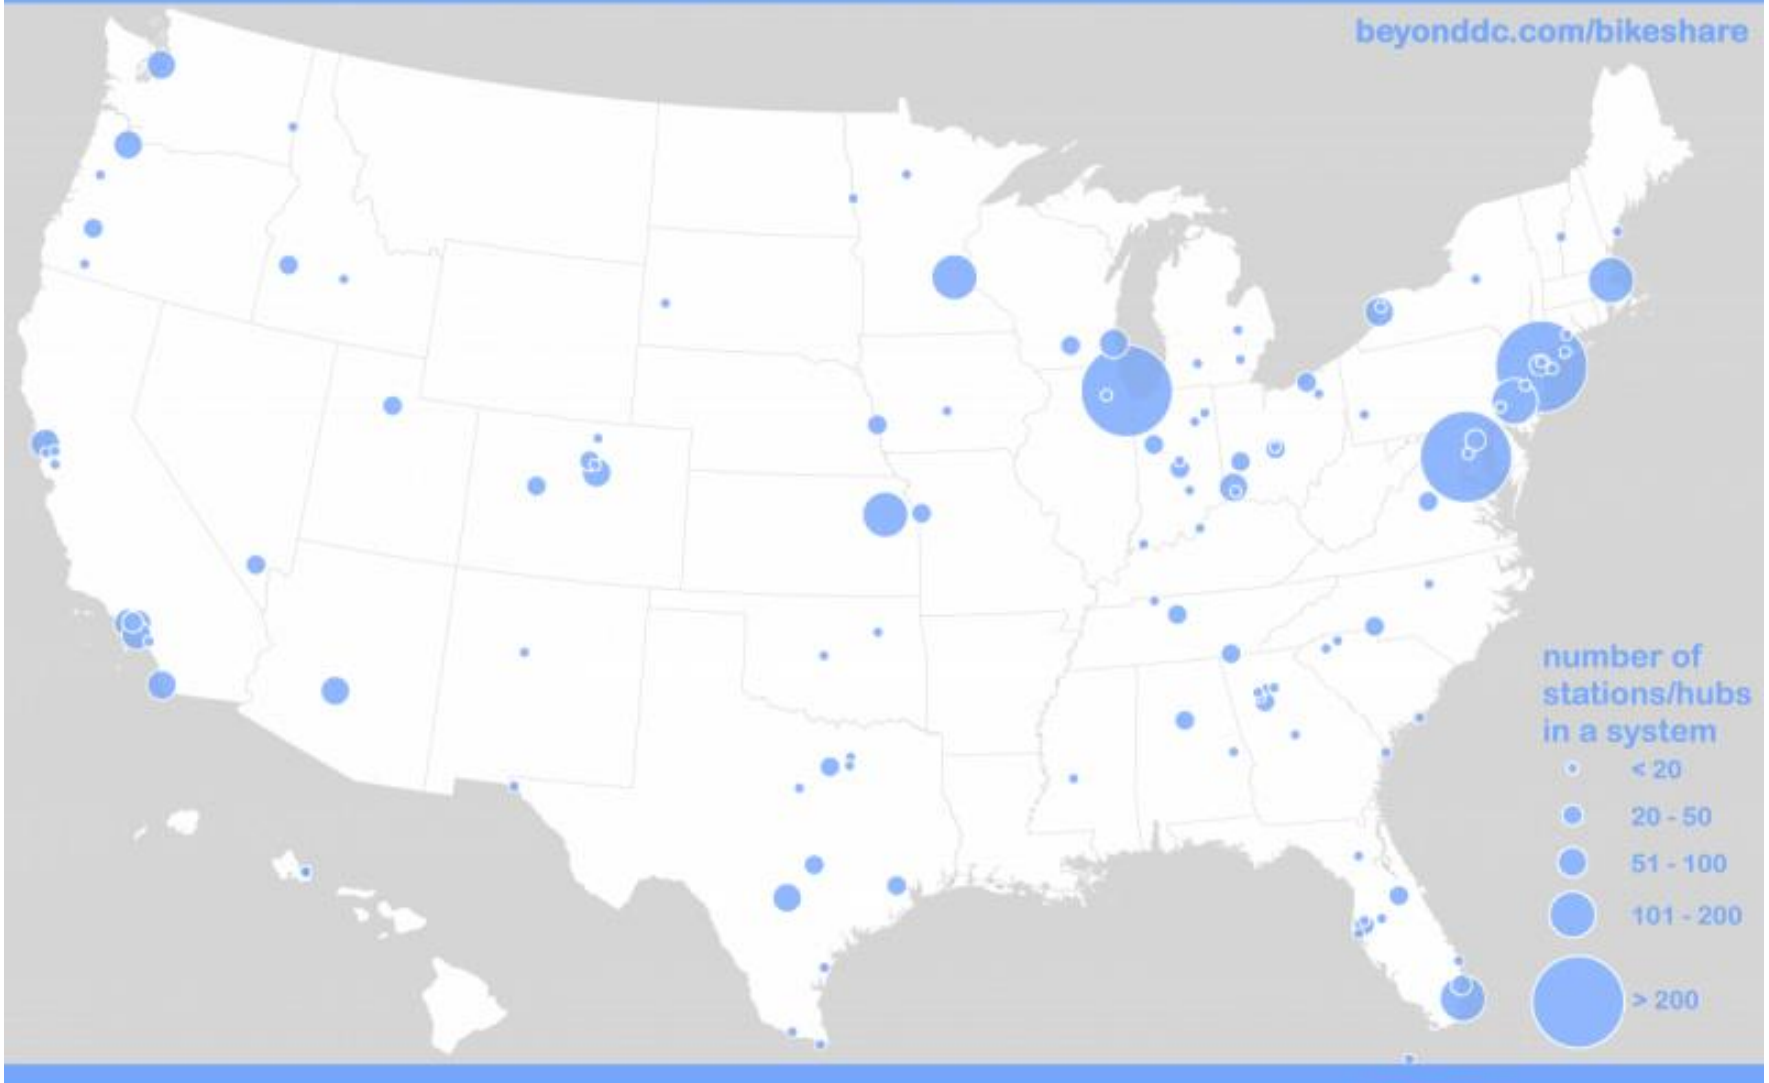 beyonddc.com/bikeshare
number of
stations/hubs
in a system
< 20
20 - 50
51 - 100
101 - 200
> 200